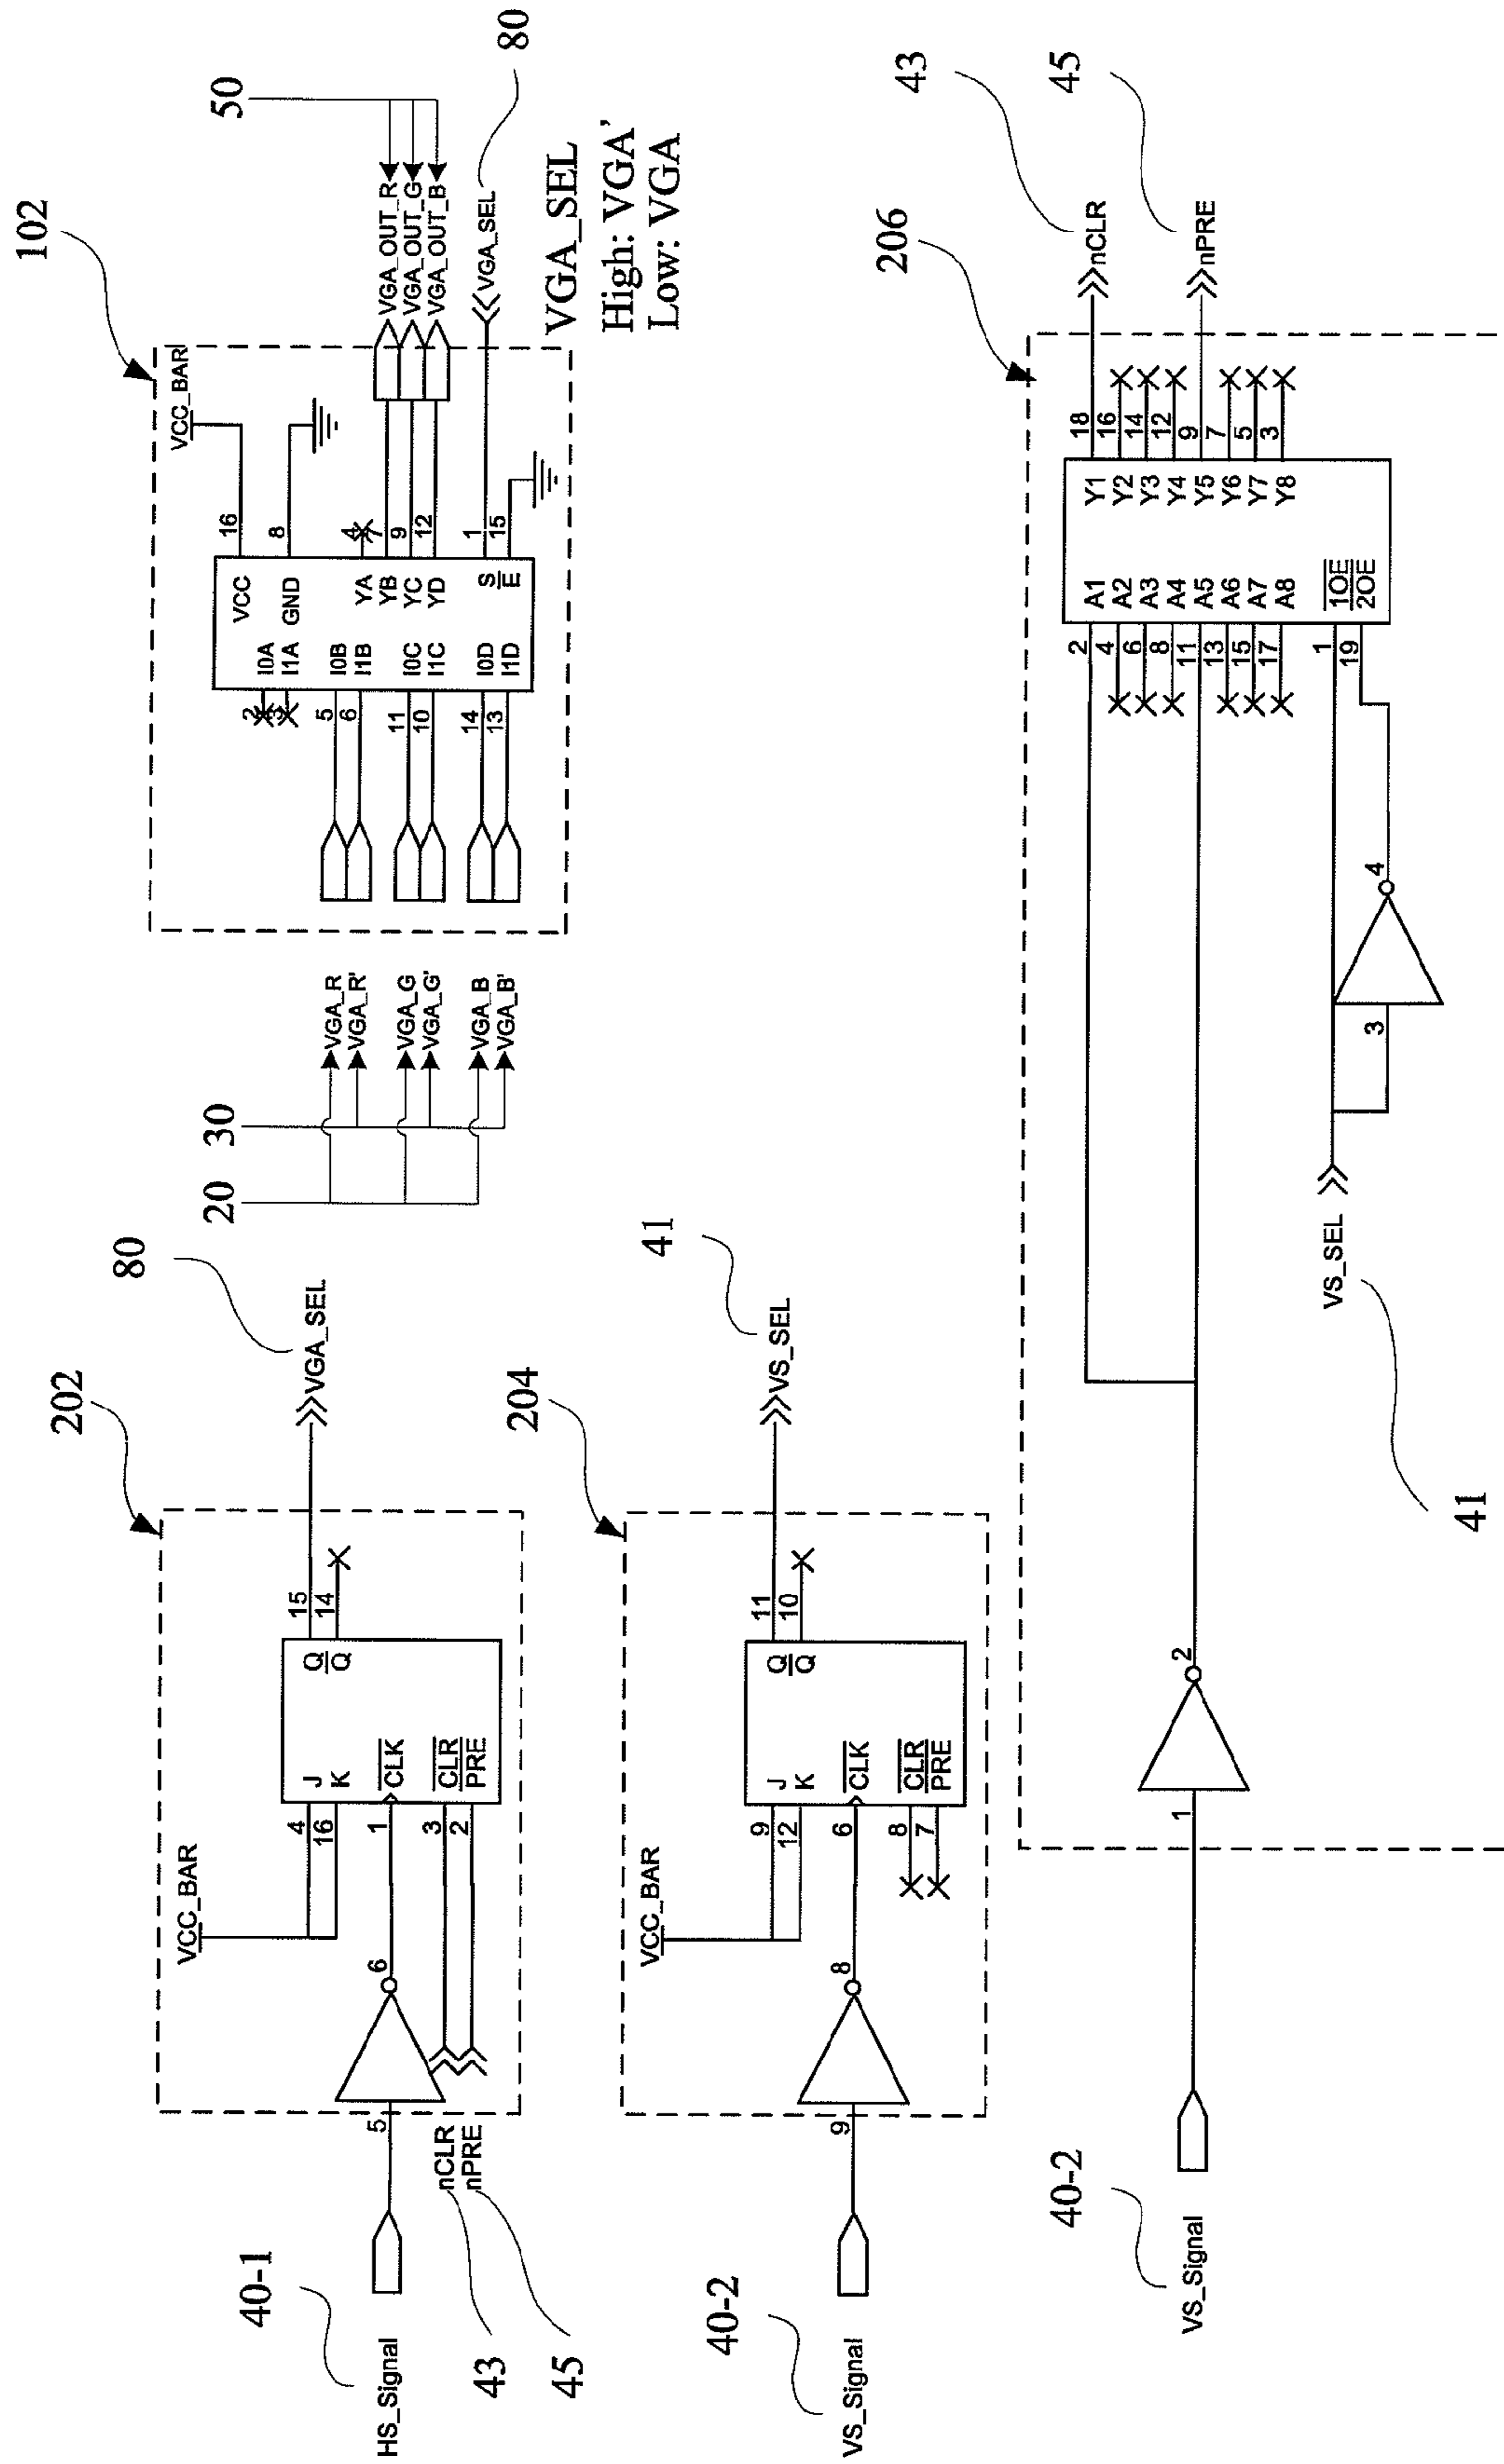 202
80
VCC_BAR
VGA_SEL
4
J
Q
15
16
K
Q
14
40-1
HS_Signal
5
6
1
CLK
nCLR
3
CLR
nPRE
2
PRE
43
45
20
30
VGA_R
VGA_R'
VGA_G
VGA_G'
VGA_B
VGA_B'
102
50
VCC_BAR
VCC
16
2
I0A
3
I1A
GND
8
5
I0B
YA
4
6
I1B
YB
7
VGA_OUT_R
11
I0C
YC
9
VGA_OUT_G
10
I1C
YD
12
VGA_OUT_B
14
I0D
S
1
VGA_SEL
80
13
I1D
E
15
VGA_SEL
High: VGA'
Low: VGA
204
41
VCC_BAR
VS_SEL
9
J
Q
11
12
K
Q
10
40-2
VS_Signal
9
8
6
CLK
8
CLR
7
PRE
206
43
45
2
A1
Y1
18
nCLR
4
A2
Y2
16
6
A3
Y3
14
8
A4
Y4
12
40-2
VS_Signal
1
2
11
A5
Y5
9
nPRE
13
A6
Y6
7
15
A7
Y7
5
17
A8
Y8
3
VS_SEL
1
1OE
41
3
4
19
2OE